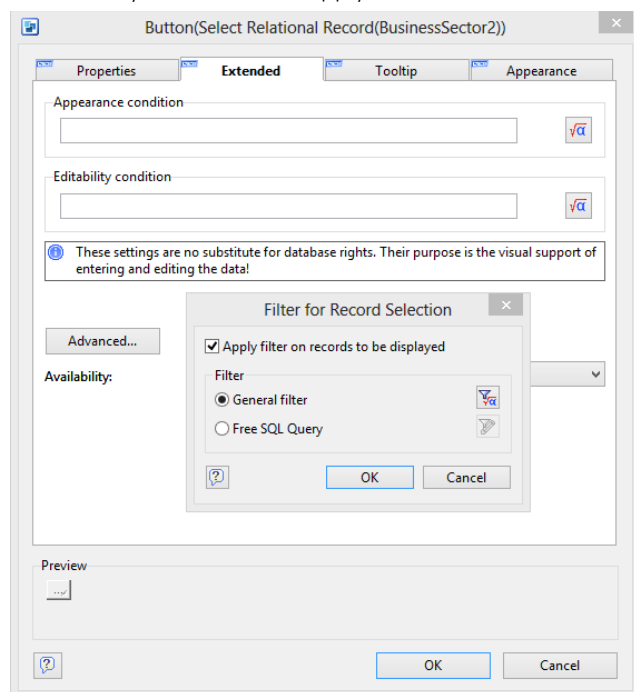 Button(Select Relational Record(BusinessSector2))
Properties
Extended
Tooltip
Appearance
Appearance condition
√α
Editability condition
√α
These settings are no substitute for database rights. Their purpose is the visual support of
entering and editing the data!
Filter for Record Selection
Advanced...
Apply filter on records to be displayed
Availability:
Filter
General filter
√α
Free SQL Query
?
OK
Cancel
Preview
...
?
OK
Cancel